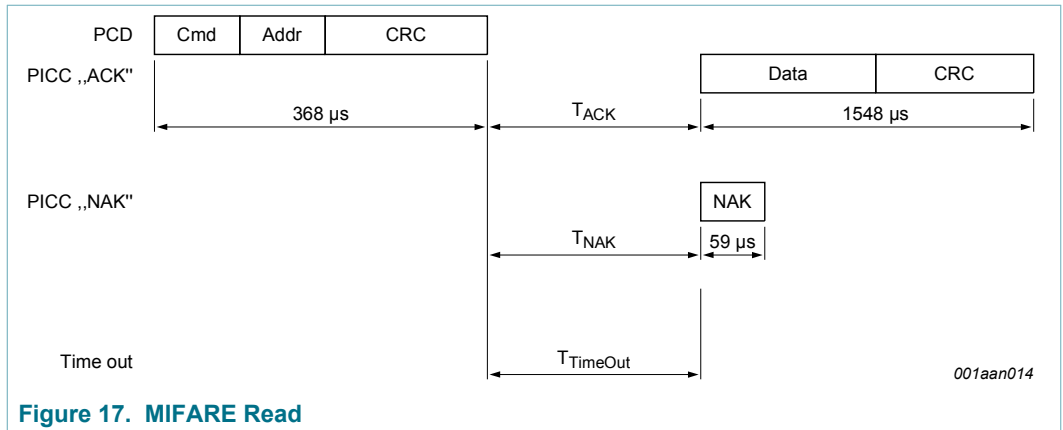 PCD Cmd Addr CRC
PICC ,,ACK'' Data CRC
368 µs TACK 1548 µs
PICC ,,NAK'' NAK
TNAK 59 µs
Time out TTimeOut 001aan014
Figure 17. MIFARE Read